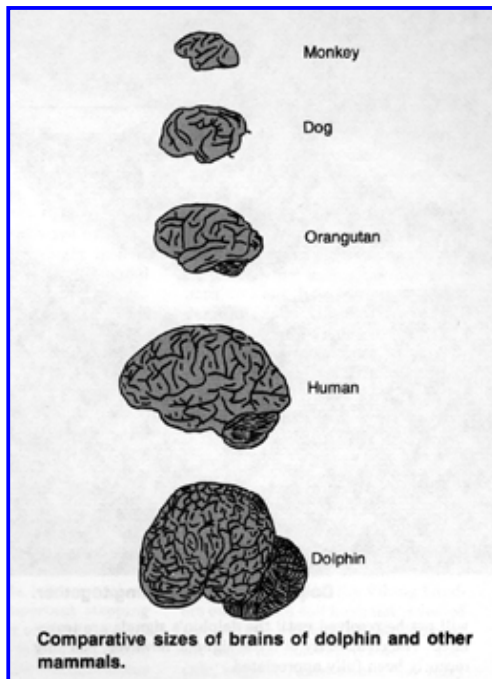 Monkey
Dog
Orangutan
Human
Dolphin
Comparative sizes of brains of dolphin and other
mammals.